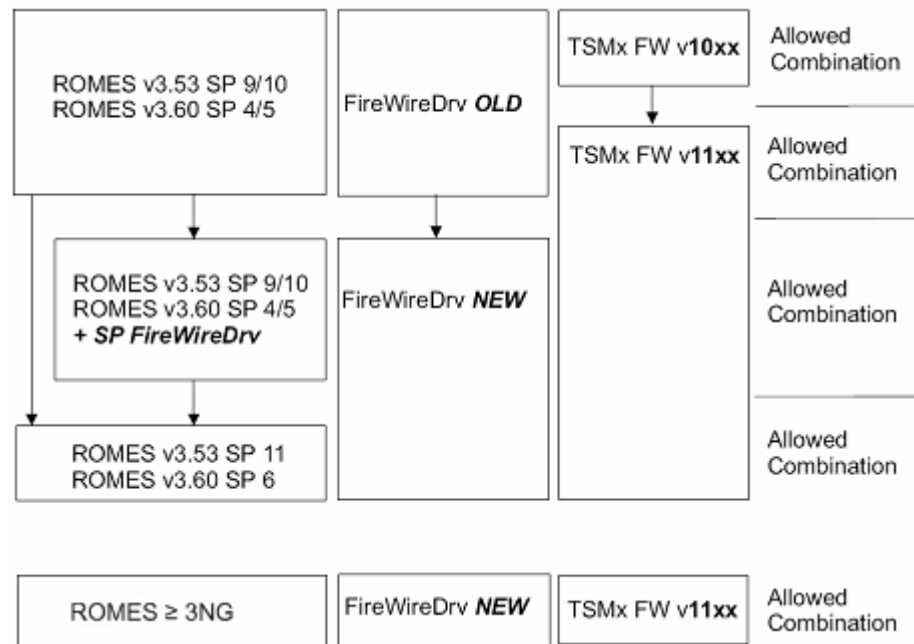 ROMES v3.53 SP 9/10
ROMES v3.60 SP 4/5
FireWireDrv OLD
TSMx FW v10xx
Allowed
Combination
TSMx FW v11xx
Allowed
Combination
ROMES v3.53 SP 9/10
ROMES v3.60 SP 4/5
+ SP FireWireDrv
FireWireDrv NEW
Allowed
Combination
ROMES v3.53 SP 11
ROMES v3.60 SP 6
Allowed
Combination
ROMES ≥ 3NG
FireWireDrv NEW
TSMx FW v11xx
Allowed
Combination